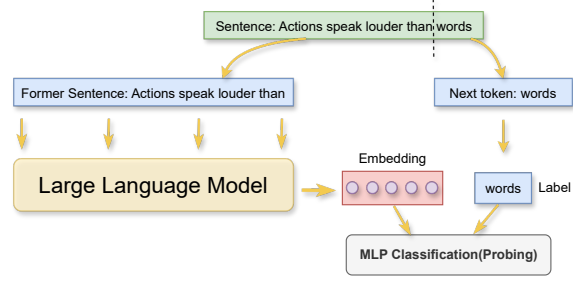 Sentence: Actions speak louder than words
Former Sentence: Actions speak louder than
Next token: words
Large Language Model
Embedding
words
Label
MLP Classification(Probing)